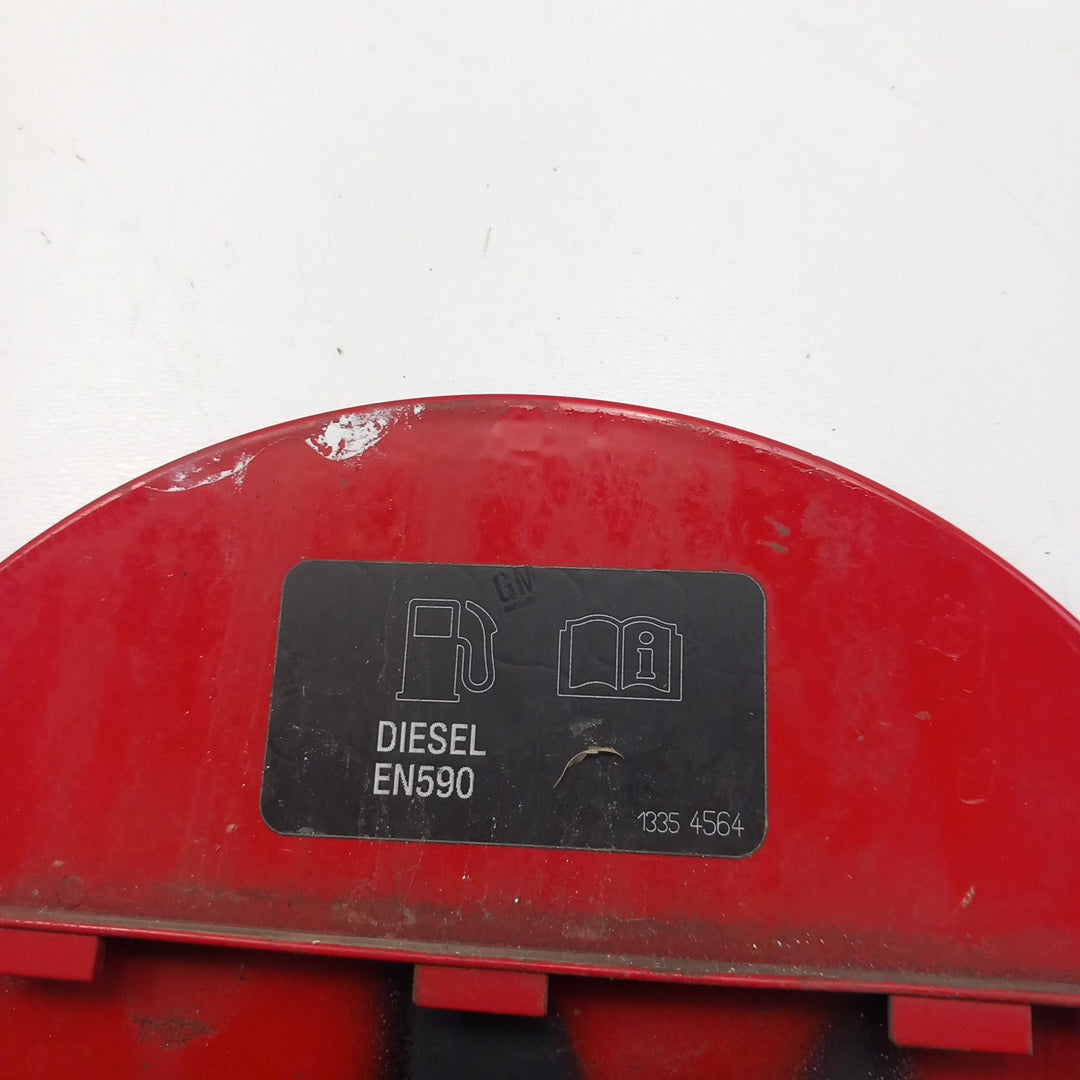 GM
i
DIESEL
EN590
1335 4564